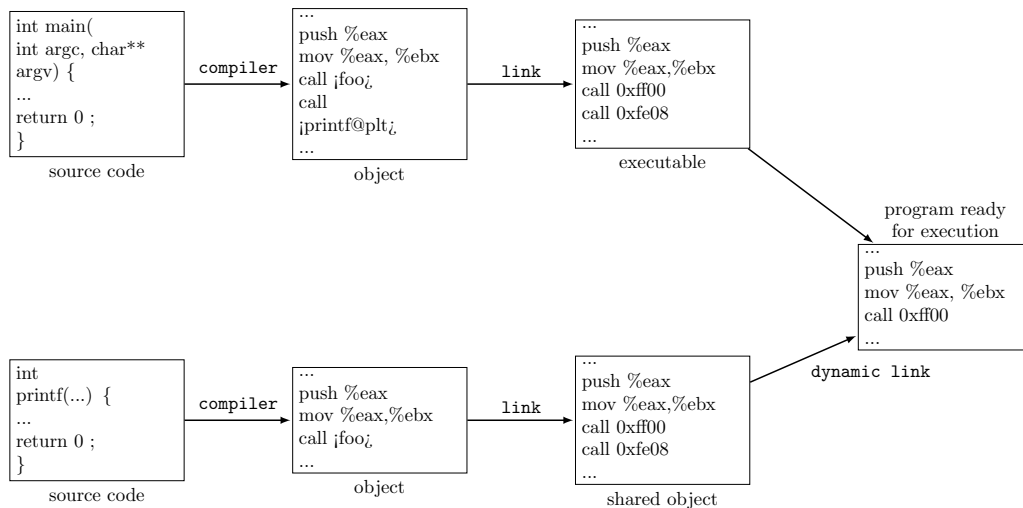 int main(
int argc, char**
argv) {
...
return 0 ;
}
source code
compiler
...
push %eax
mov %eax, %ebx
call ¡foo¿
call
¡printf@plt¿
...
object
link
...
push %eax
mov %eax,%ebx
call 0xff00
call 0xfe08
...
executable
program ready
for execution
...
push %eax
mov %eax, %ebx
call 0xff00
...
dynamic link
int
printf(...) {
...
return 0 ;
}
source code
compiler
...
push %eax
mov %eax,%ebx
call ¡foo¿
...
object
link
...
push %eax
mov %eax,%ebx
call 0xff00
call 0xfe08
...
shared object